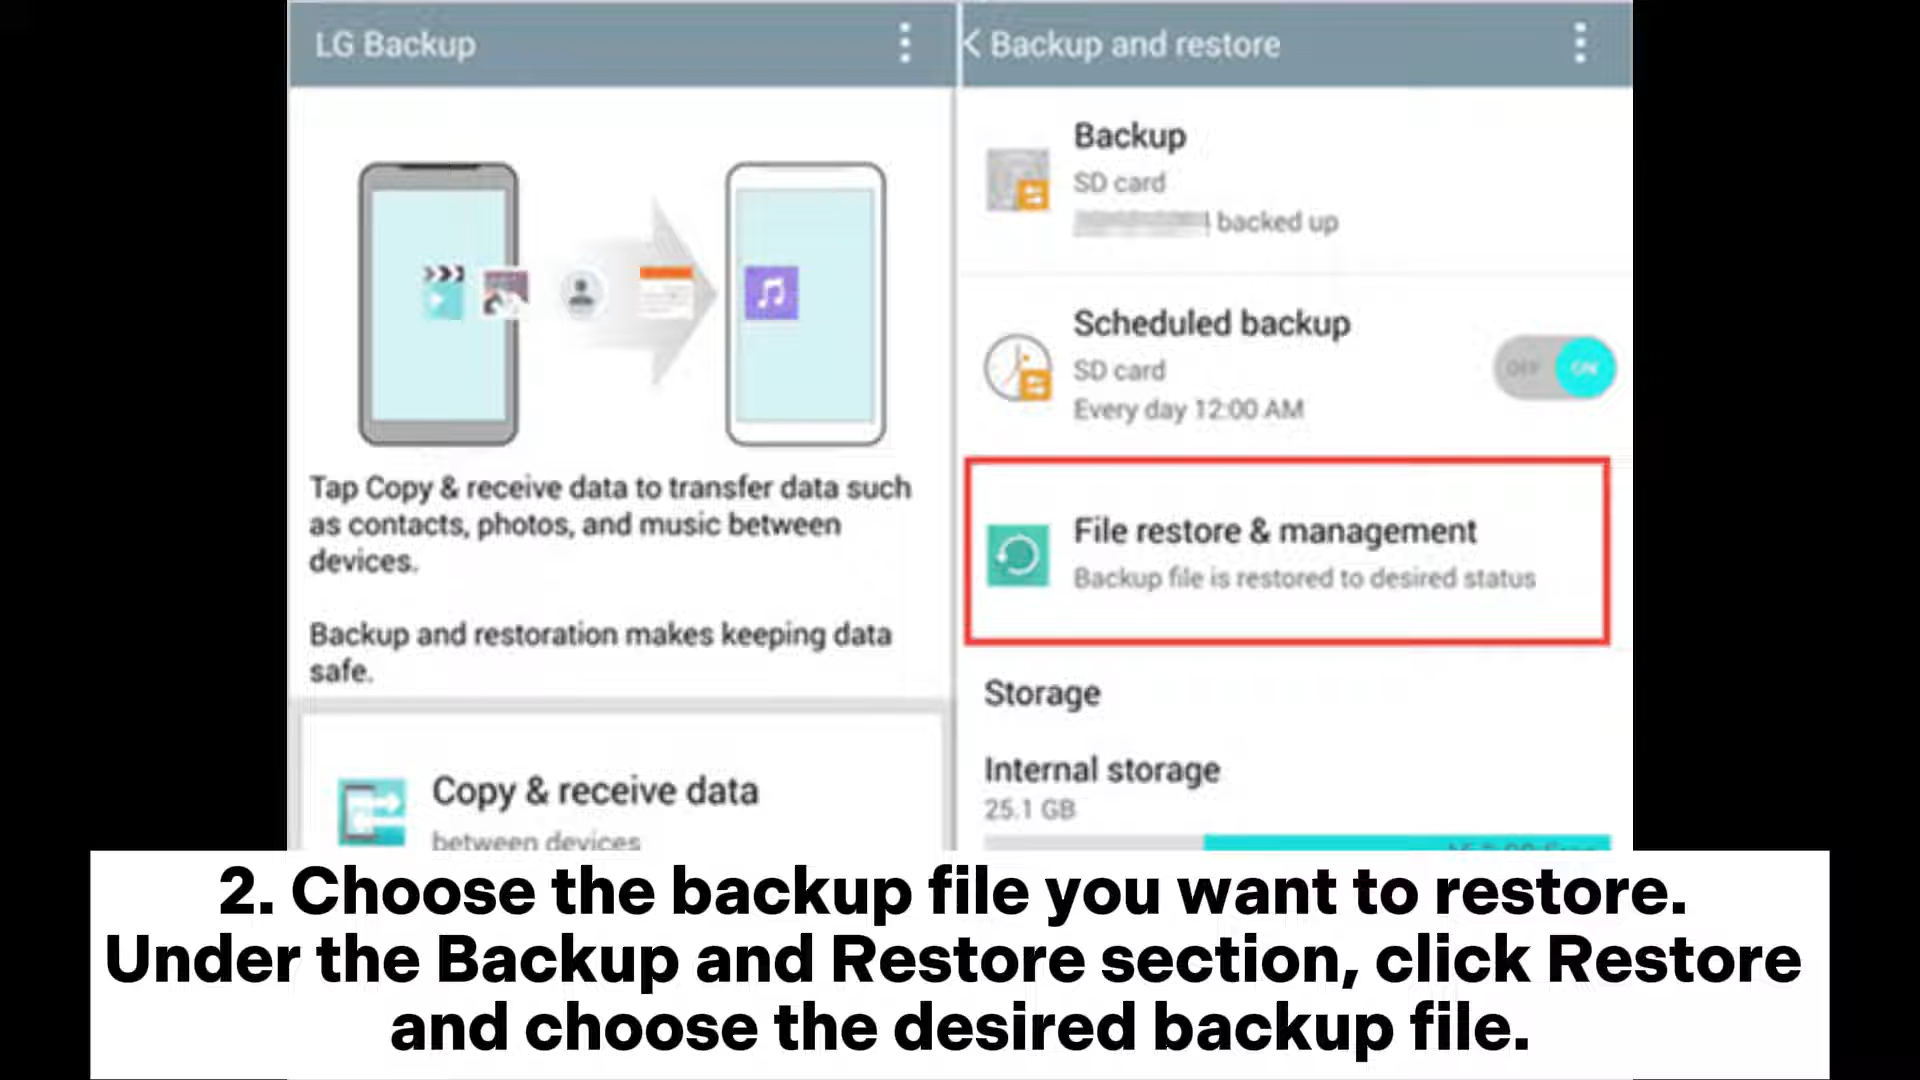 LG Backup
Tap Copy & receive data to transfer data such
as contacts, photos, and music between
devices.
Backup and restoration makes keeping data
safe.
Copy & receive data
between devices
Backup and restore
Backup
SD card
backed up
Scheduled backup
SD card
Every day 12:00 AM
OFF ON
File restore & management
Backup file is restored to desired status
Storage
Internal storage
25.1 GB
2. Choose the backup file you want to restore.
Under the Backup and Restore section, click Restore
and choose the desired backup file.